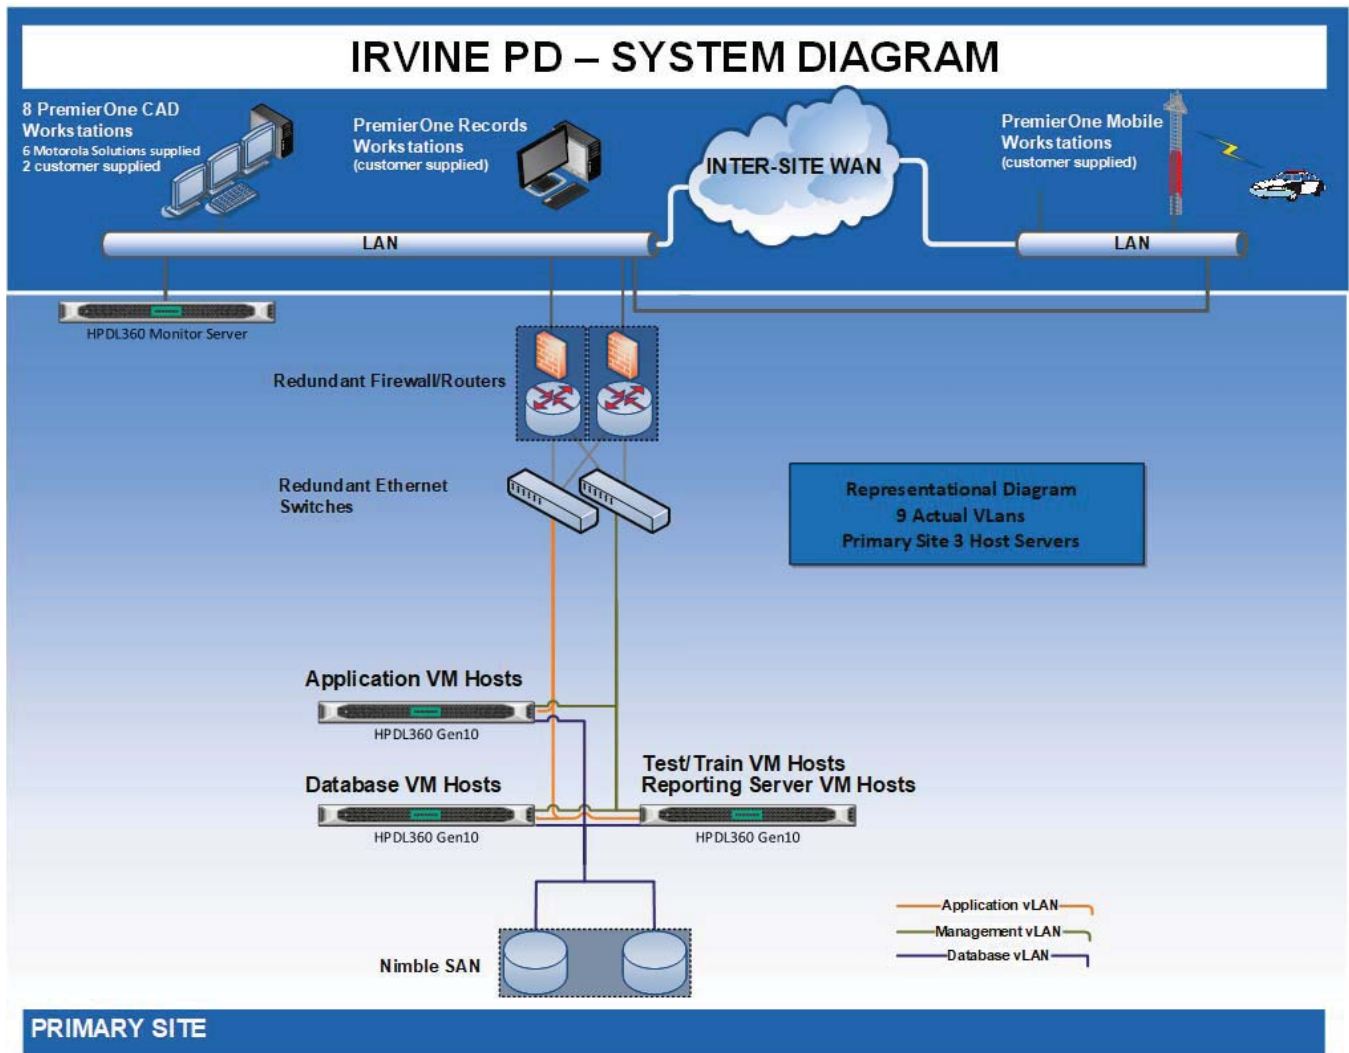 IRVINE PD – SYSTEM DIAGRAM
8 PremierOne CAD
Workstations
6 Motorola Solutions supplied
2 customer supplied
PremierOne Records
Workstations
(customer supplied)
INTER-SITE WAN
PremierOne Mobile
Workstations
(customer supplied)
LAN
LAN
HPDL360 Monitor Server
Redundant Firewall/Routers
Redundant Ethernet
Switches
Representational Diagram
9 Actual VLans
Primary Site 3 Host Servers
Application VM Hosts
HPDL360 Gen10
Database VM Hosts
HPDL360 Gen10
Test/Train VM Hosts
Reporting Server VM Hosts
HPDL360 Gen10
Application vLAN
Management vLAN
Database vLAN
Nimble SAN
PRIMARY SITE